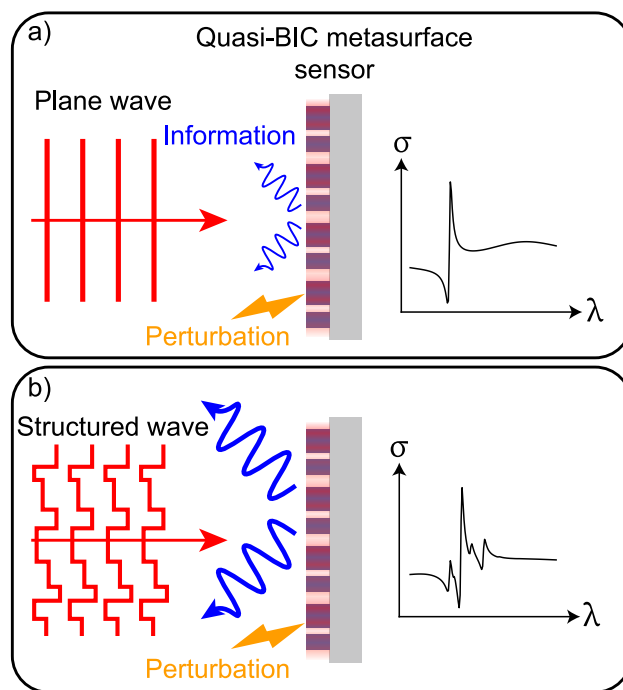 a)
Quasi-BIC metasurface
sensor
Plane wave
Information
Perturbation
σ
λ
b)
Structured wave
Perturbation
σ
λ